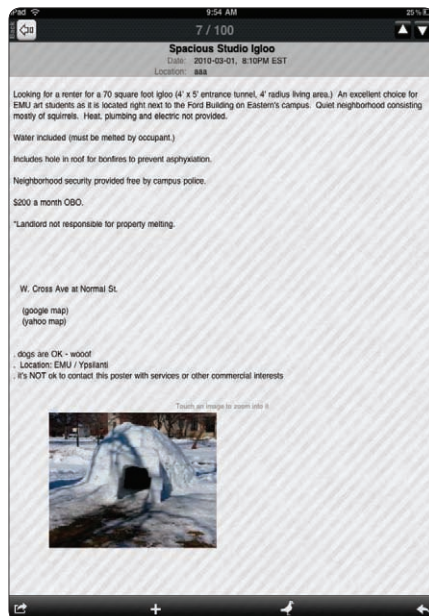 iPad
9:54 AM
25 %
7 / 100
Spacious Studio Igloo
Date: 2010-03-01, 8:10PM EST
Location: aaa
Looking for a renter for a 70 square foot igloo (4' x 5' entrance tunnel, 4' radius living area.) An excellent choice for
EMU art students as it is located right next to the Ford Building on Eastern's campus. Quiet neighborhood consisting
mostly of squirrels. Heat, plumbing and electric not provided.
Water included (must be melted by occupant.)
Includes hole in roof for bonfires to prevent asphyxiation.
Neighborhood security provided free by campus police.
$200 a month OBO.
*Landlord not responsible for property melting.
W. Cross Ave at Normal St.
(google map)
(yahoo map)
. dogs are OK - wooof
. Location: EMU / Ypsilanti
. it's NOT ok to contact this poster with services or other commercial interests
Touch an image to zoom into it